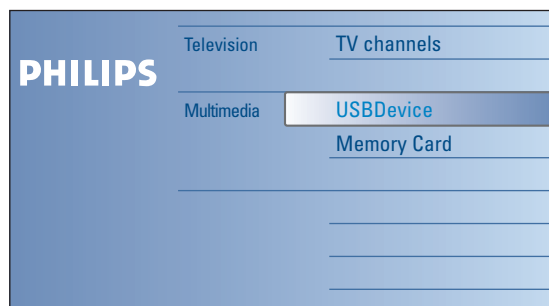 PHILIPS
Television TV channels
Multimedia USBDevice
Memory Card